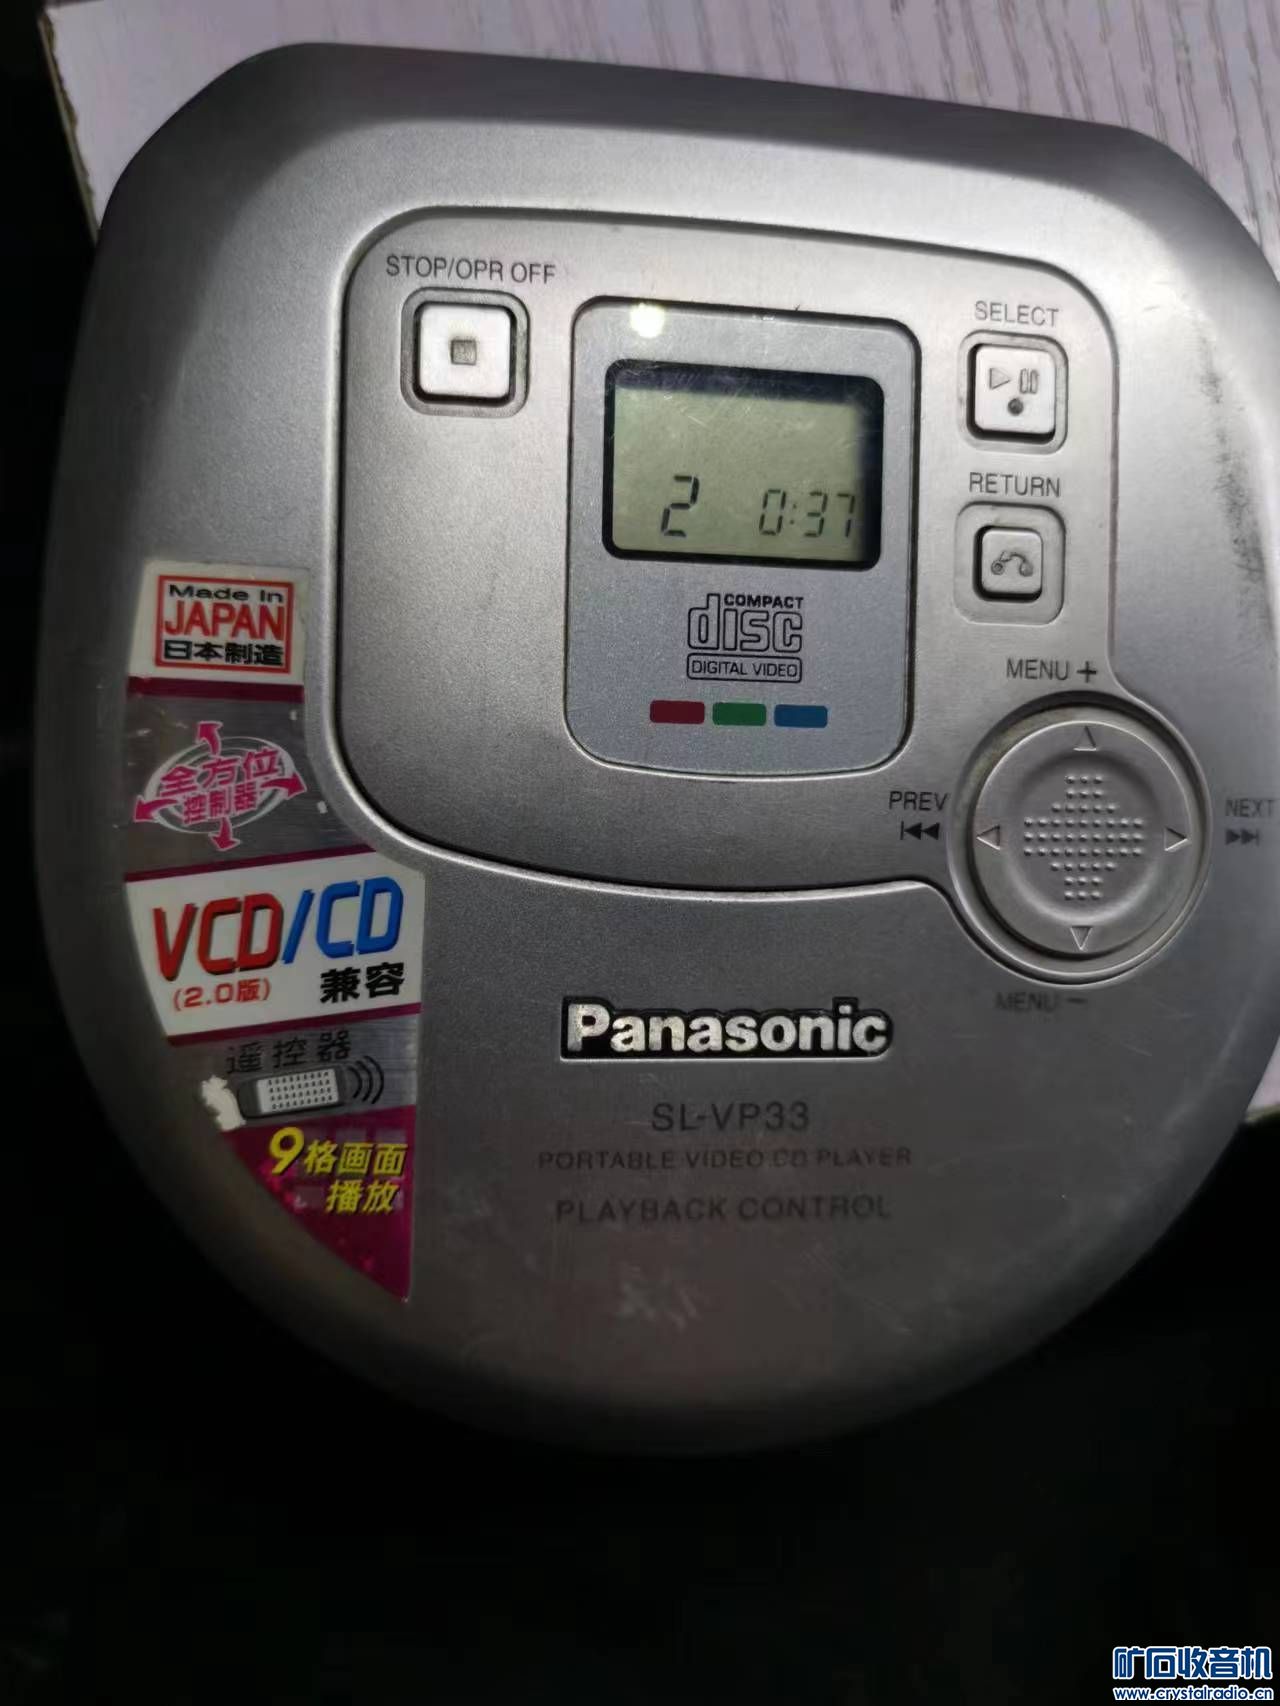 STOP/OPR OFF
SELECT
2 0:37
RETURN
COMPACT
disc
DIGITAL VIDEO
Made in
JAPAN
日本制造
MENU +
全方位
控制器
PREV
NEXT
VCD/CD
(2.0版)
兼容
MENU -
遥控器
Panasonic
SL-VP33
PORTABLE VIDEO CD PLAYER
9格画面
播放
PLAYBACK CONTROL
矿石收音机
www.crystalradio.cn